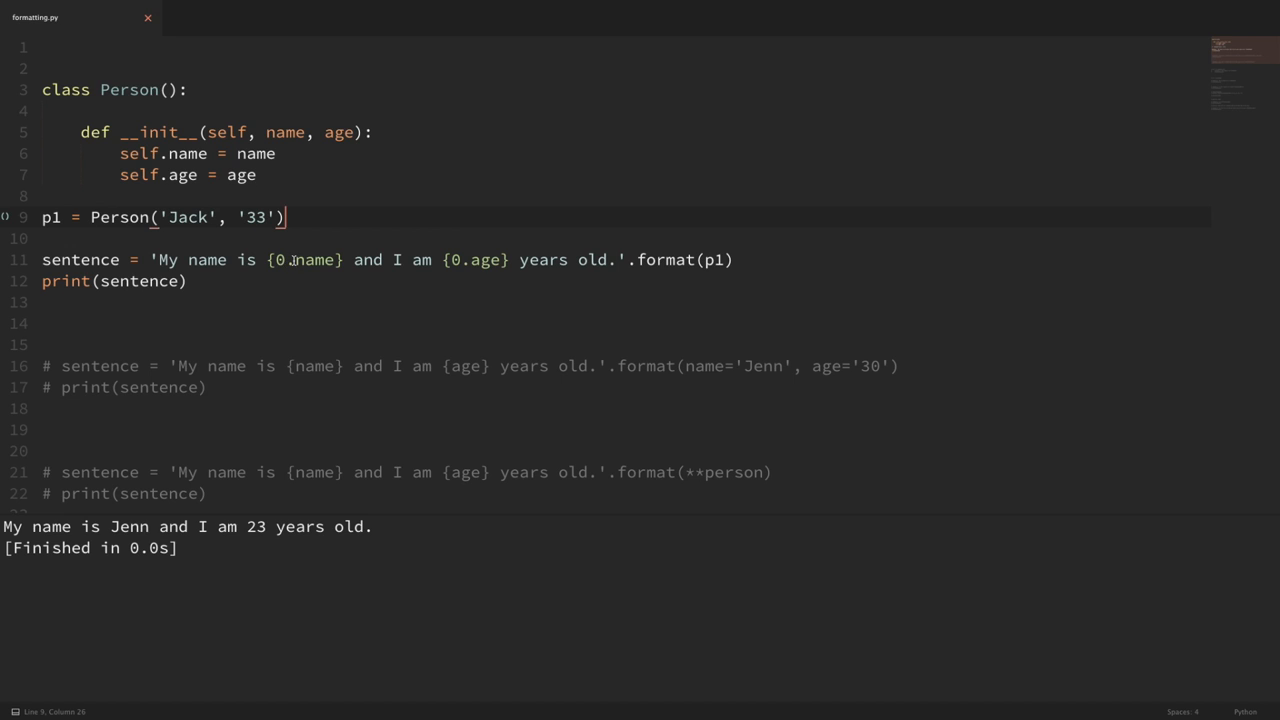 formatting.py
1
2
3 class Person():
4
5 def __init__(self, name, age):
6 self.name = name
7 self.age = age
8
9 p1 = Person('Jack', '33')
10
11 sentence = 'My name is {0.name} and I am {0.age} years old.'.format(p1)
12 print(sentence)
13
14
15
16 # sentence = 'My name is {name} and I am {age} years old.'.format(name='Jenn', age='30')
17 # print(sentence)
18
19
20
21 # sentence = 'My name is {name} and I am {age} years old.'.format(**person)
22 # print(sentence)
My name is Jenn and I am 23 years old.
[Finished in 0.0s]
Line 9, Column 26 Spaces: 4 Python